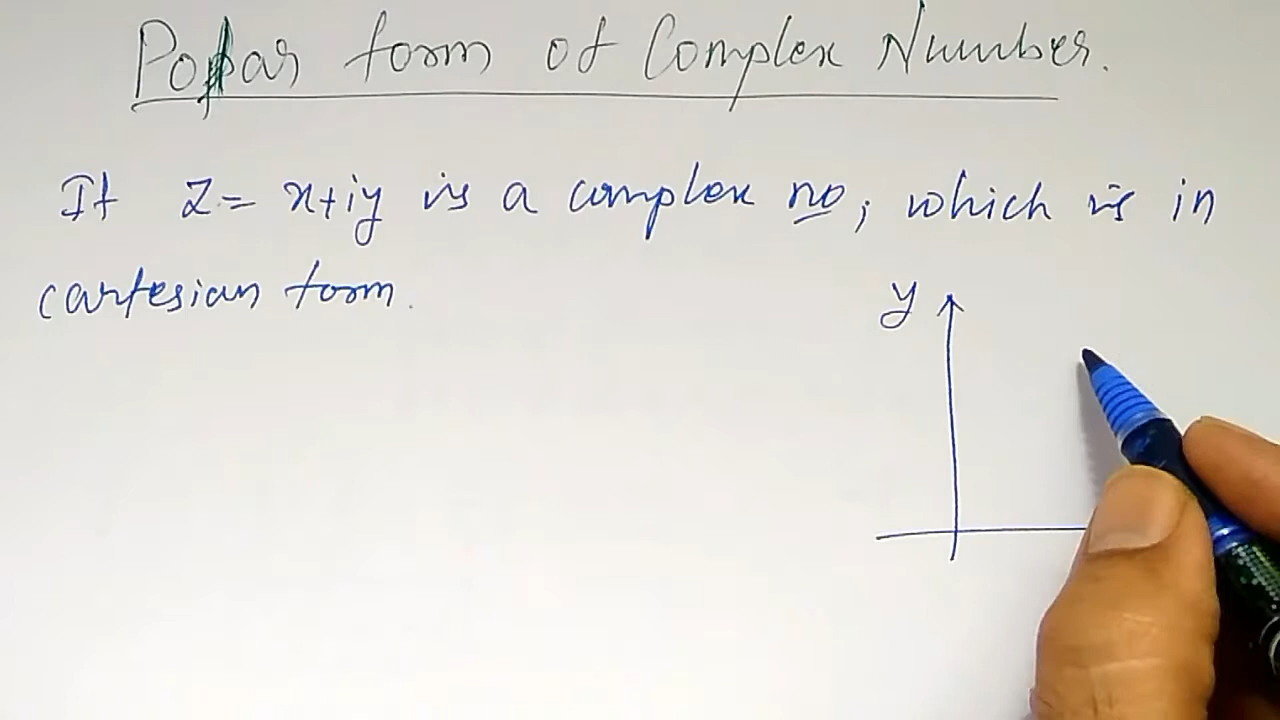 Polar form of Complex Number.
If z = x+iy is a complex no, which is in
cartesian form.
y